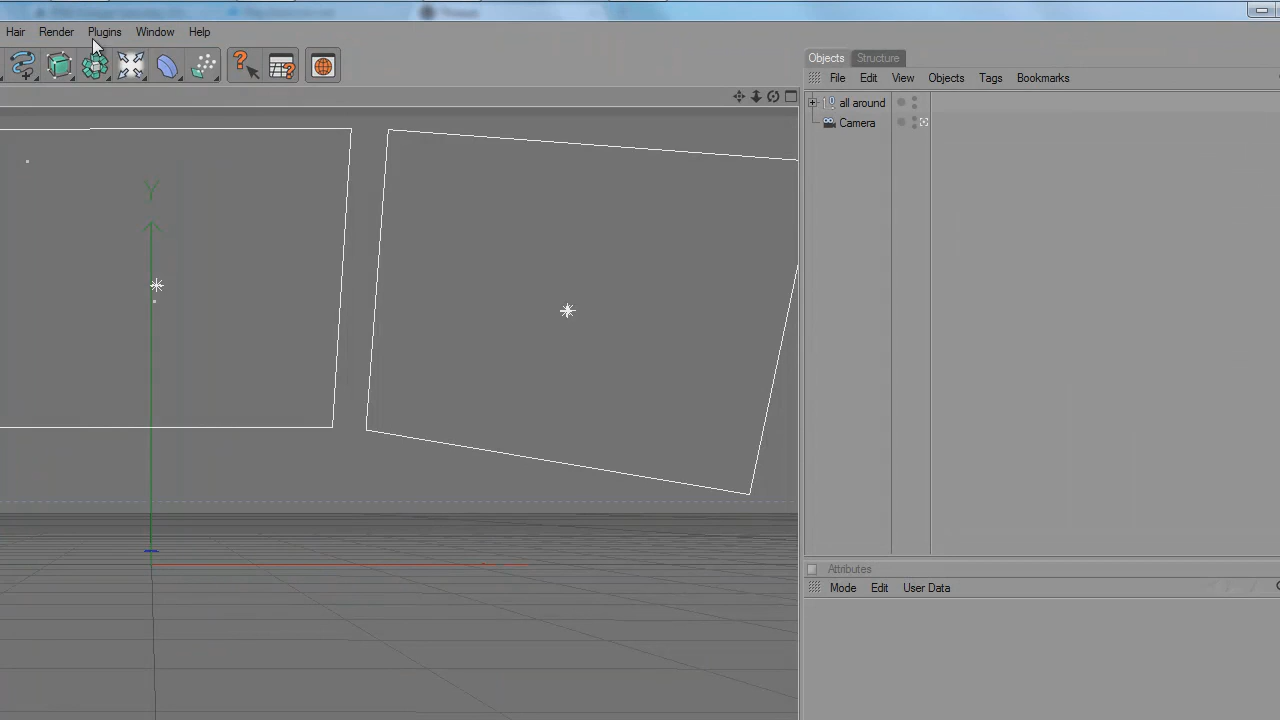 Hair Render Plugins Window Help
Objects Structure
File Edit View Objects Tags Bookmarks
all around
Camera
Y
Attributes
Mode Edit User Data